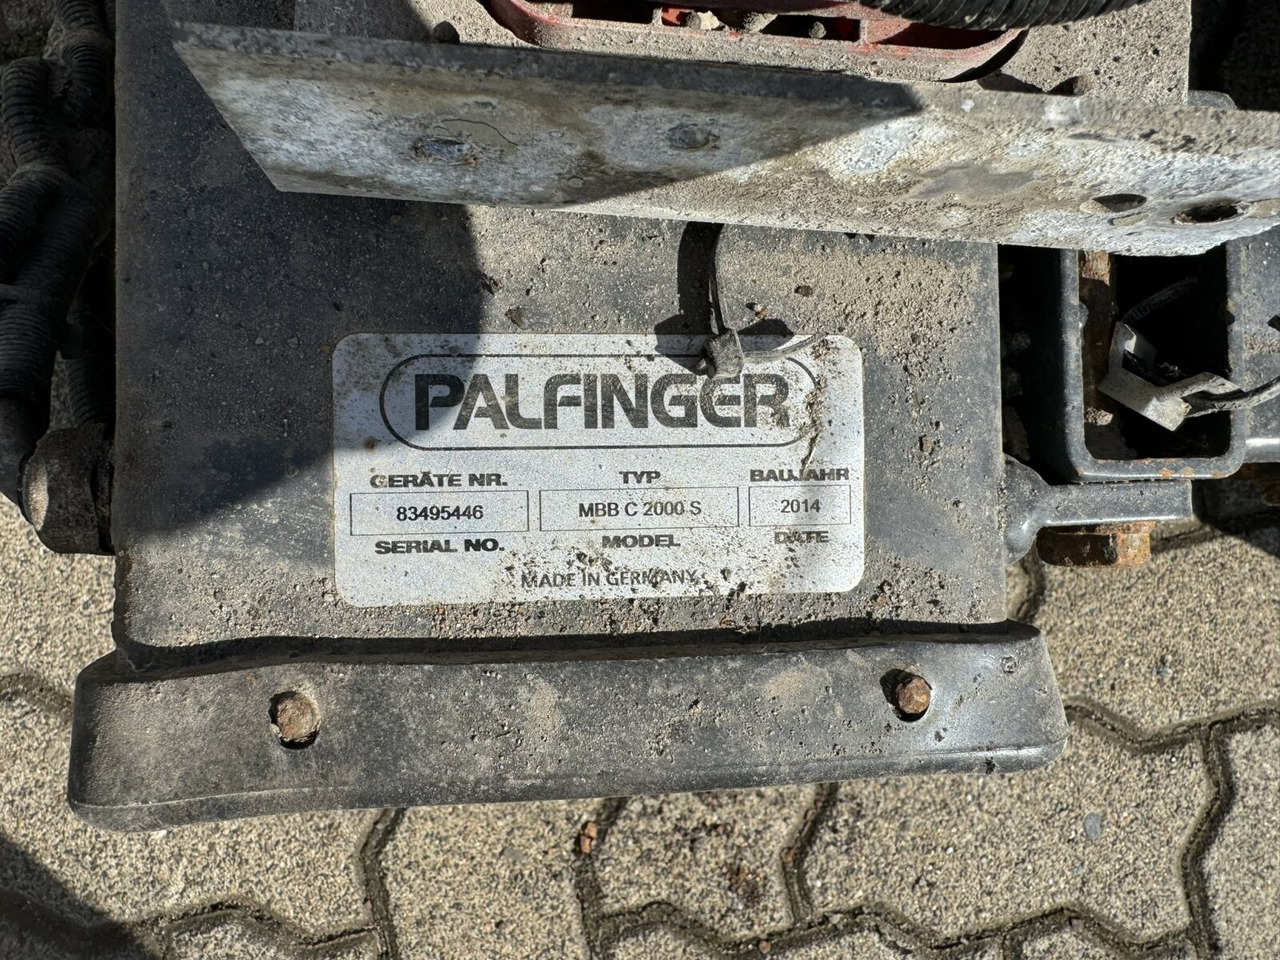 PALFINGER
GERÄTE NR. TYP BAUJAHR
83495446 MBB C 2000 S 2014
SERIAL NO. MODEL DATE
MADE IN GERMANY